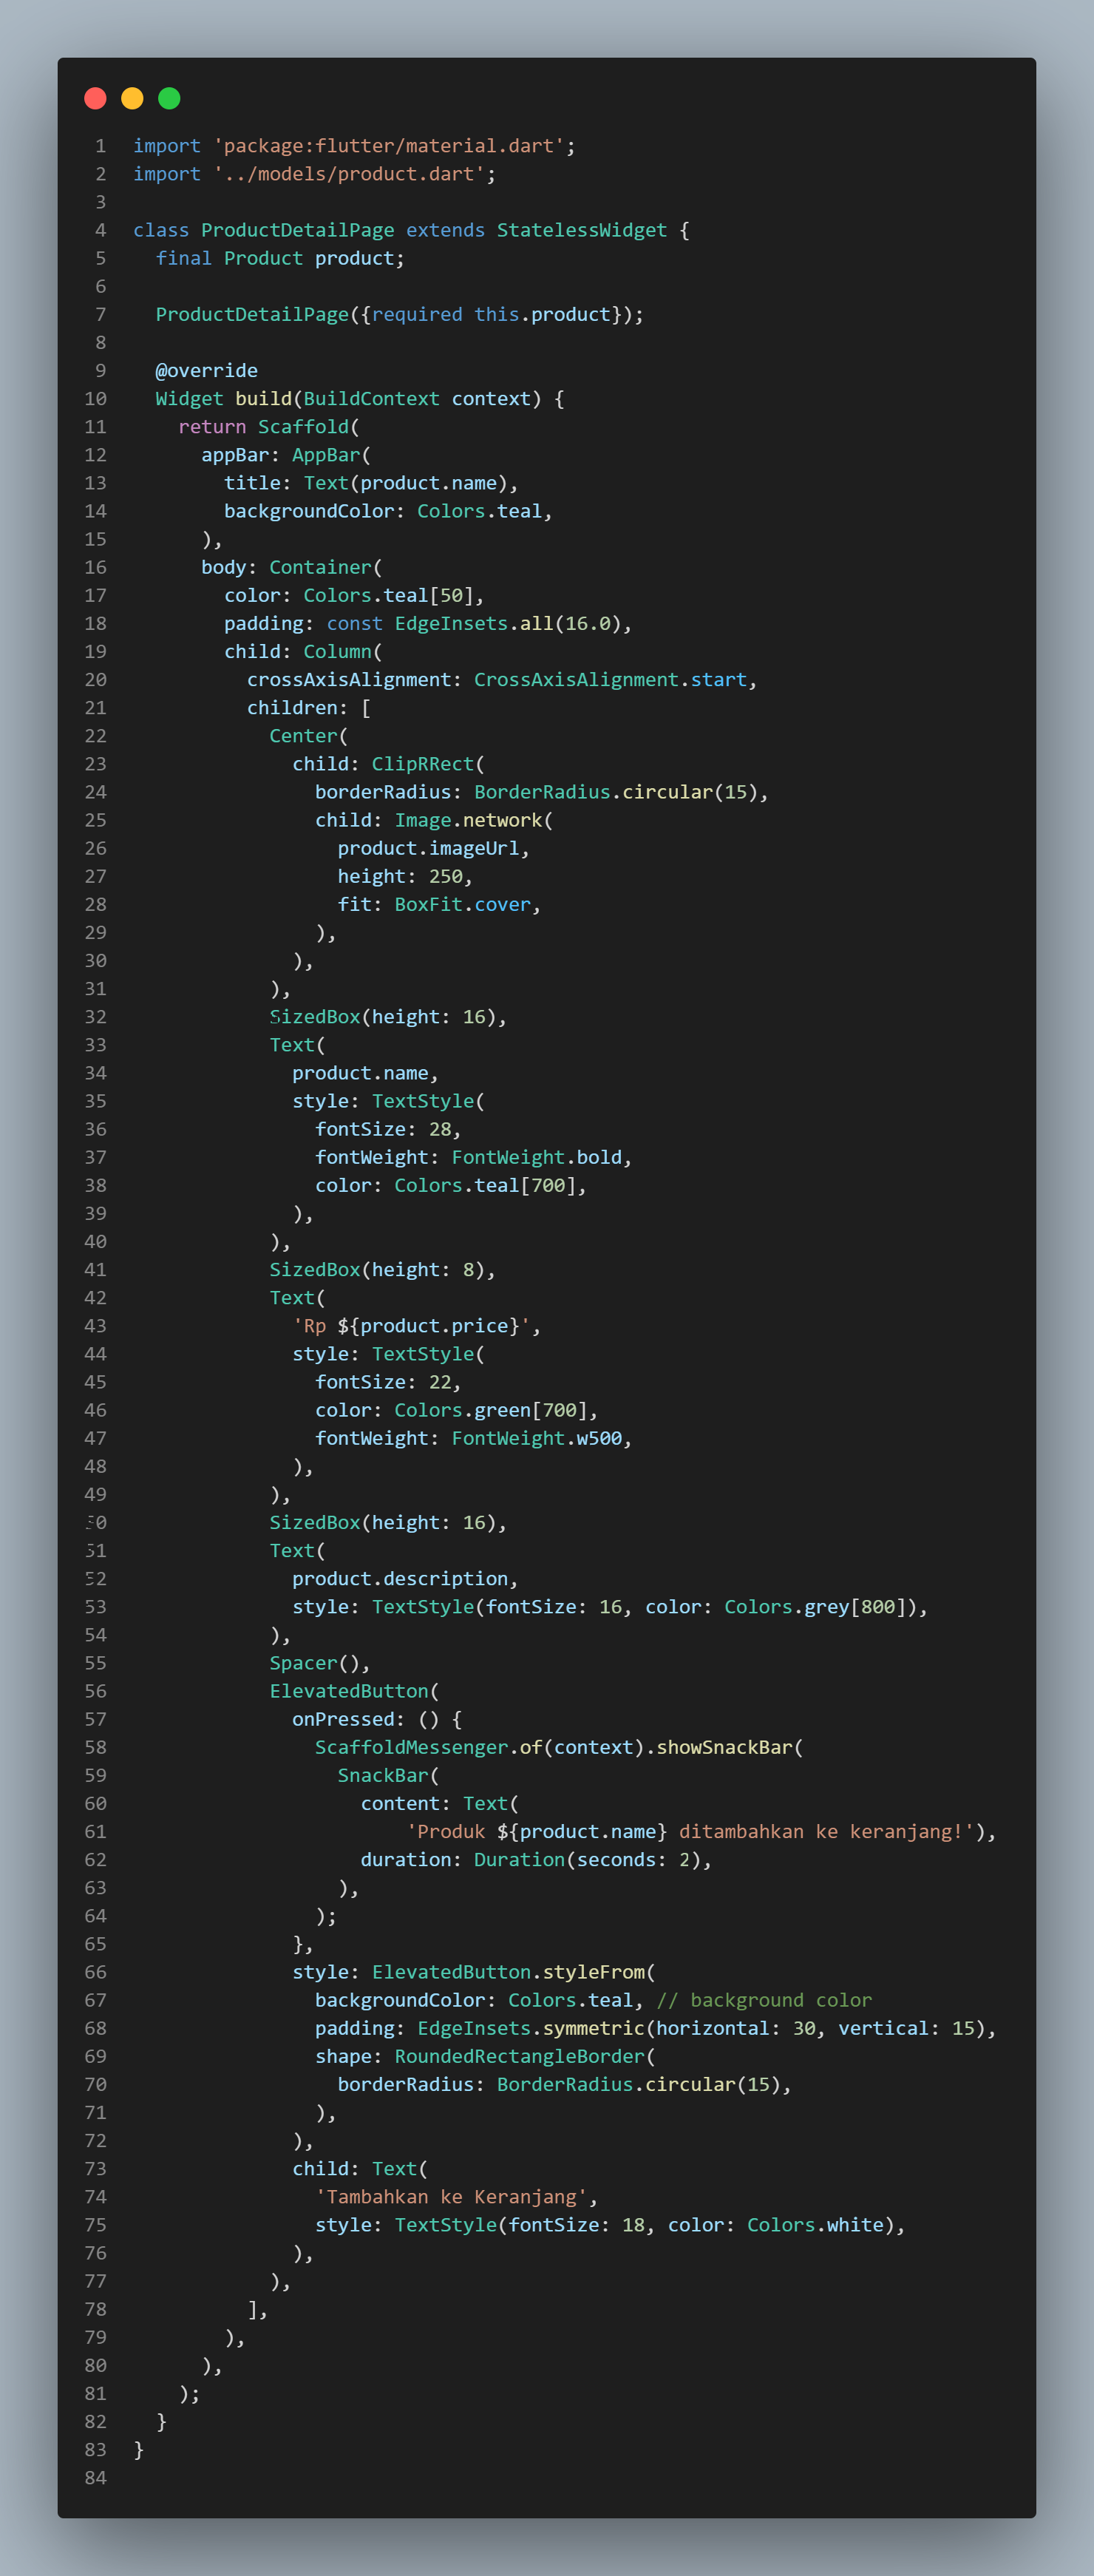 1 import 'package:flutter/material.dart';
2 import '../models/product.dart';
3
4 class ProductDetailPage extends StatelessWidget {
5   final Product product;
6
7   ProductDetailPage({required this.product});
8
9   @override
10   Widget build(BuildContext context) {
11     return Scaffold(
12       appBar: AppBar(
13         title: Text(product.name),
14         backgroundColor: Colors.teal,
15       ),
16       body: Container(
17         color: Colors.teal[50],
18         padding: const EdgeInsets.all(16.0),
19         child: Column(
20           crossAxisAlignment: CrossAxisAlignment.start,
21           children: [
22             Center(
23               child: ClipRRect(
24                 borderRadius: BorderRadius.circular(15),
25                 child: Image.network(
26                   product.imageUrl,
27                   height: 250,
28                   fit: BoxFit.cover,
29                 ),
30               ),
31             ),
32             SizedBox(height: 16),
33             Text(
34               product.name,
35               style: TextStyle(
36                 fontSize: 28,
37                 fontWeight: FontWeight.bold,
38                 color: Colors.teal[700],
39               ),
40             ),
41             SizedBox(height: 8),
42             Text(
43               'Rp ${product.price}',
44               style: TextStyle(
45                 fontSize: 22,
46                 color: Colors.green[700],
47                 fontWeight: FontWeight.w500,
48               ),
49             ),
50             SizedBox(height: 16),
51             Text(
52               product.description,
53               style: TextStyle(fontSize: 16, color: Colors.grey[800]),
54             ),
55             Spacer(),
56             ElevatedButton(
57               onPressed: () {
58                 ScaffoldMessenger.of(context).showSnackBar(
59                   SnackBar(
60                     content: Text(
61                         'Produk ${product.name} ditambahkan ke keranjang!'),
62                     duration: Duration(seconds: 2),
63                   ),
64                 );
65               },
66               style: ElevatedButton.styleFrom(
67                 backgroundColor: Colors.teal, // background color
68                 padding: EdgeInsets.symmetric(horizontal: 30, vertical: 15),
69                 shape: RoundedRectangleBorder(
70                   borderRadius: BorderRadius.circular(15),
71                 ),
72               ),
73               child: Text(
74                 'Tambahkan ke Keranjang',
75                 style: TextStyle(fontSize: 18, color: Colors.white),
76               ),
77             ),
78           ],
79         ),
80       ),
81     );
82   }
83 }
84